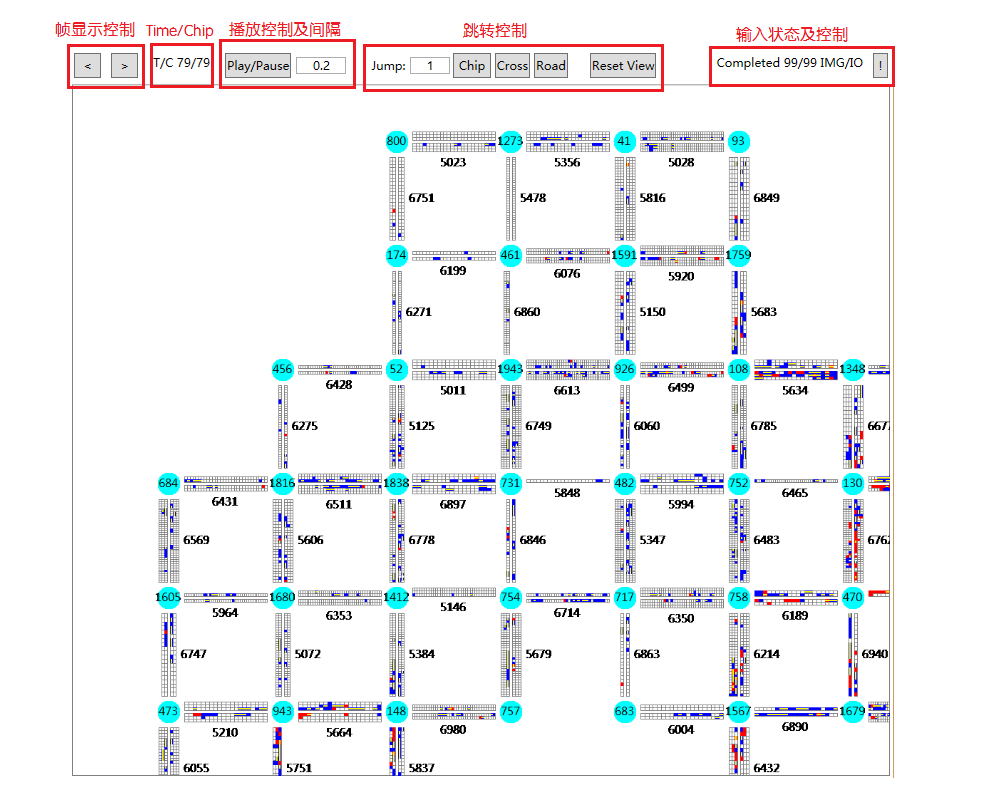 帧显示控制 Time/Chip 播放控制及间隔 跳转控制 输入状态及控制
< > T/C 79/79 Play/Pause 0.2 Jump: 1 Chip Cross Road Reset View Completed 99/99 IMG/IO !
800 1273 41 93
5023 5356 5028
6751 5478 5816 6849
174 461 1591 1759
6199 6076 5920
6271 6860 5150 5683
456 52 1943 926 108 1348
6428 5011 6613 6499 5634
6275 5125 6749 6060 6785 6677
684 1816 1838 731 482 752 130
6431 6511 6897 5848 5994 6465
6569 5606 6778 6846 5347 6483 6762
1605 1680 1412 754 717 758 470
5964 6353 5146 6714 6350 6189
6747 5072 5384 5679 6863 6214 6940
473 943 148 757 683 1567 1679
5210 5664 6980 6004 6890
6055 5751 5837 6432